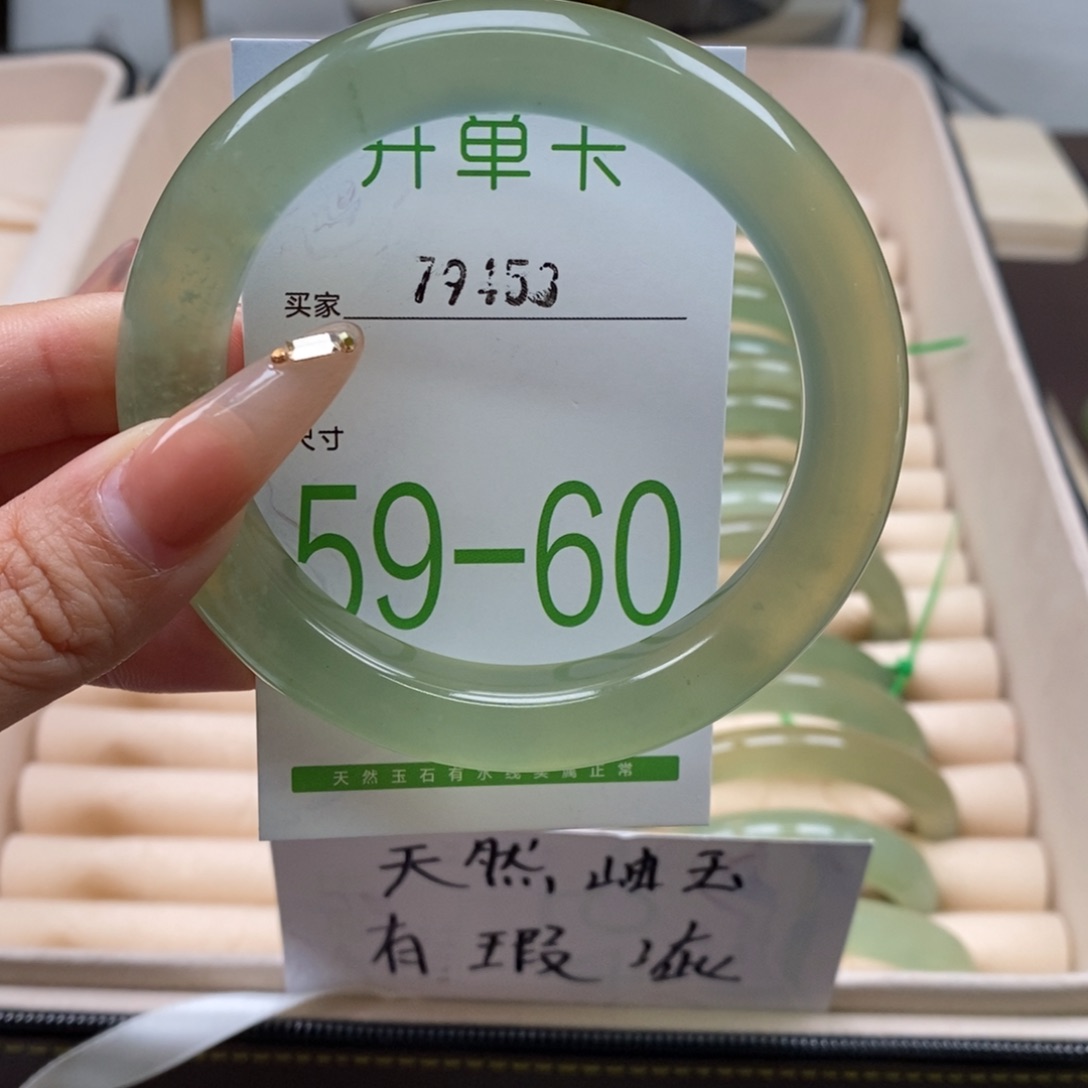 开单卡
买家 79453
尺寸
59-60
天然玉石有水线实属正常
天然岫玉
有瑕疵